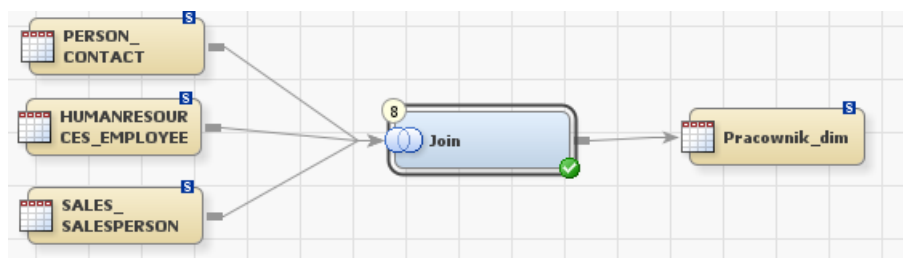 S
PERSON_
CONTACT
S
HUMANRESOUR
CES_EMPLOYEE
S
SALES_
SALESPERSON
8
Join
S
Pracownik_dim